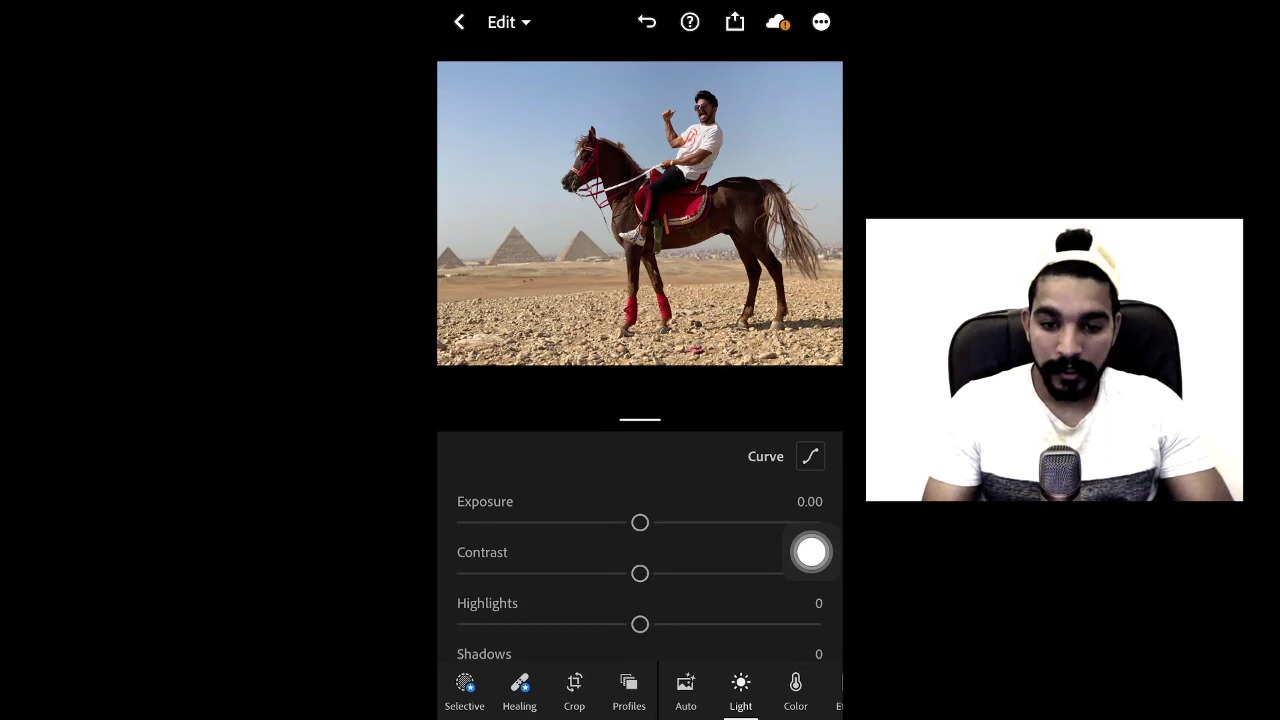 Edit
Curve
Exposure 0.00
Contrast
Highlights 0
Shadows 0
Selective Healing Crop Profiles Auto Light Color